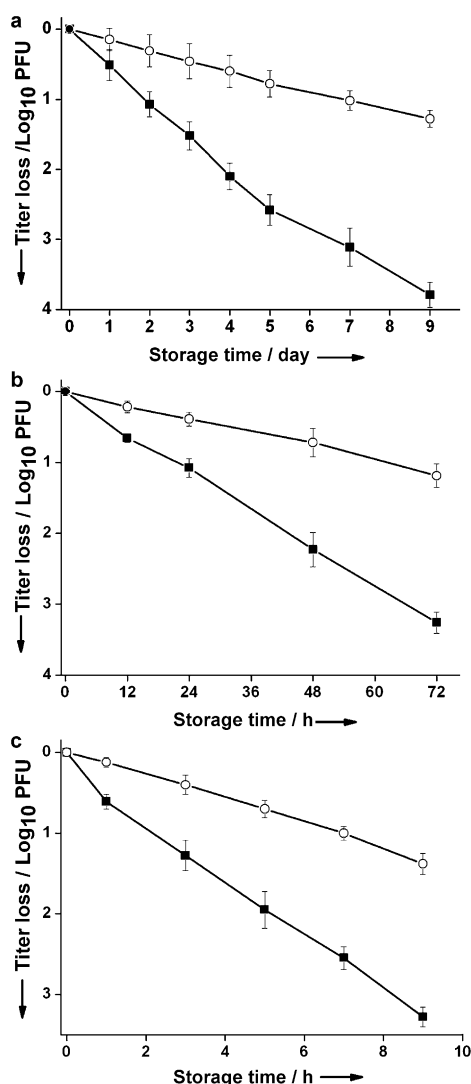 a
Titer loss /Log10 PFU
0
1
2
3
4
0 1 2 3 4 5 6 7 8 9
Storage time / day
b
Titer loss / Log10 PFU
0
1
2
3
4
0 12 24 36 48 60 72
Storage time / h
c
Titer loss / Log10 PFU
0
1
2
3
0 2 4 6 8 10
Storage time / h